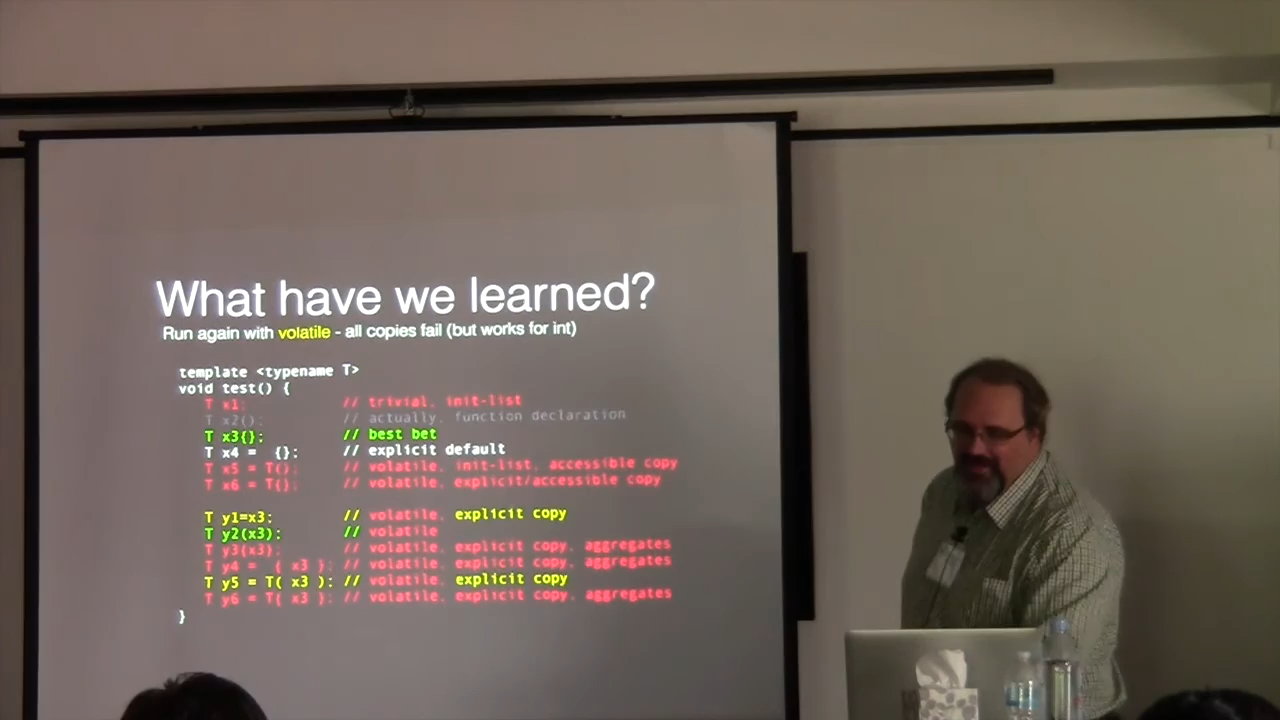 What have we learned?
Run again with volatile - all copies fail (but works for int)
template <typename T>
void test() {
T x1; // trivial, init-list
T x2(); // actually, function declaration
T x3{}; // best bet
T x4 = {}; // explicit default
T x5 = T(); // volatile, init-list, accessible copy
T x6 = T{}; // volatile, explicit/accessible copy
T y1=x3; // volatile, explicit copy
T y2(x3); // volatile
T y3{x3}; // volatile, explicit copy, aggregates
T y4 = { x3 }; // volatile, explicit copy, aggregates
T y5 = T( x3 ); // volatile, explicit copy
T y6 = T{ x3 }; // volatile, explicit copy, aggregates
}